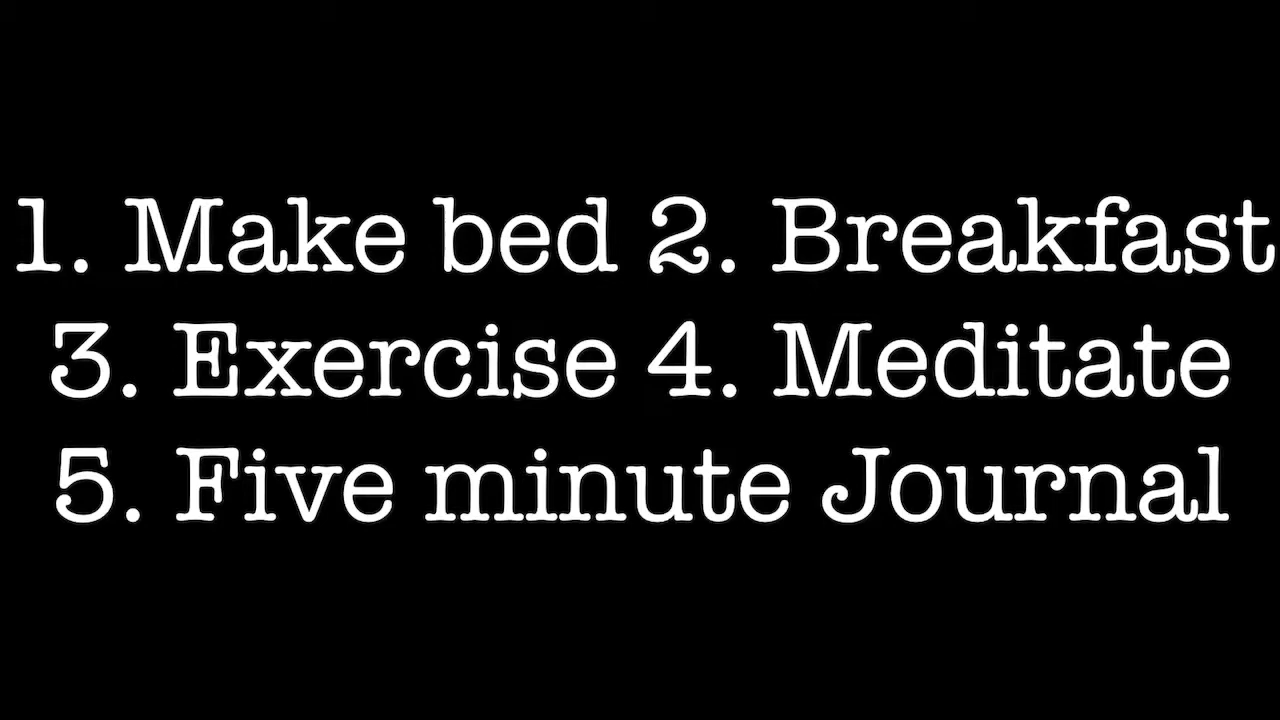 1. Make bed 2. Breakfast
3. Exercise 4. Meditate
5. Five minute Journal